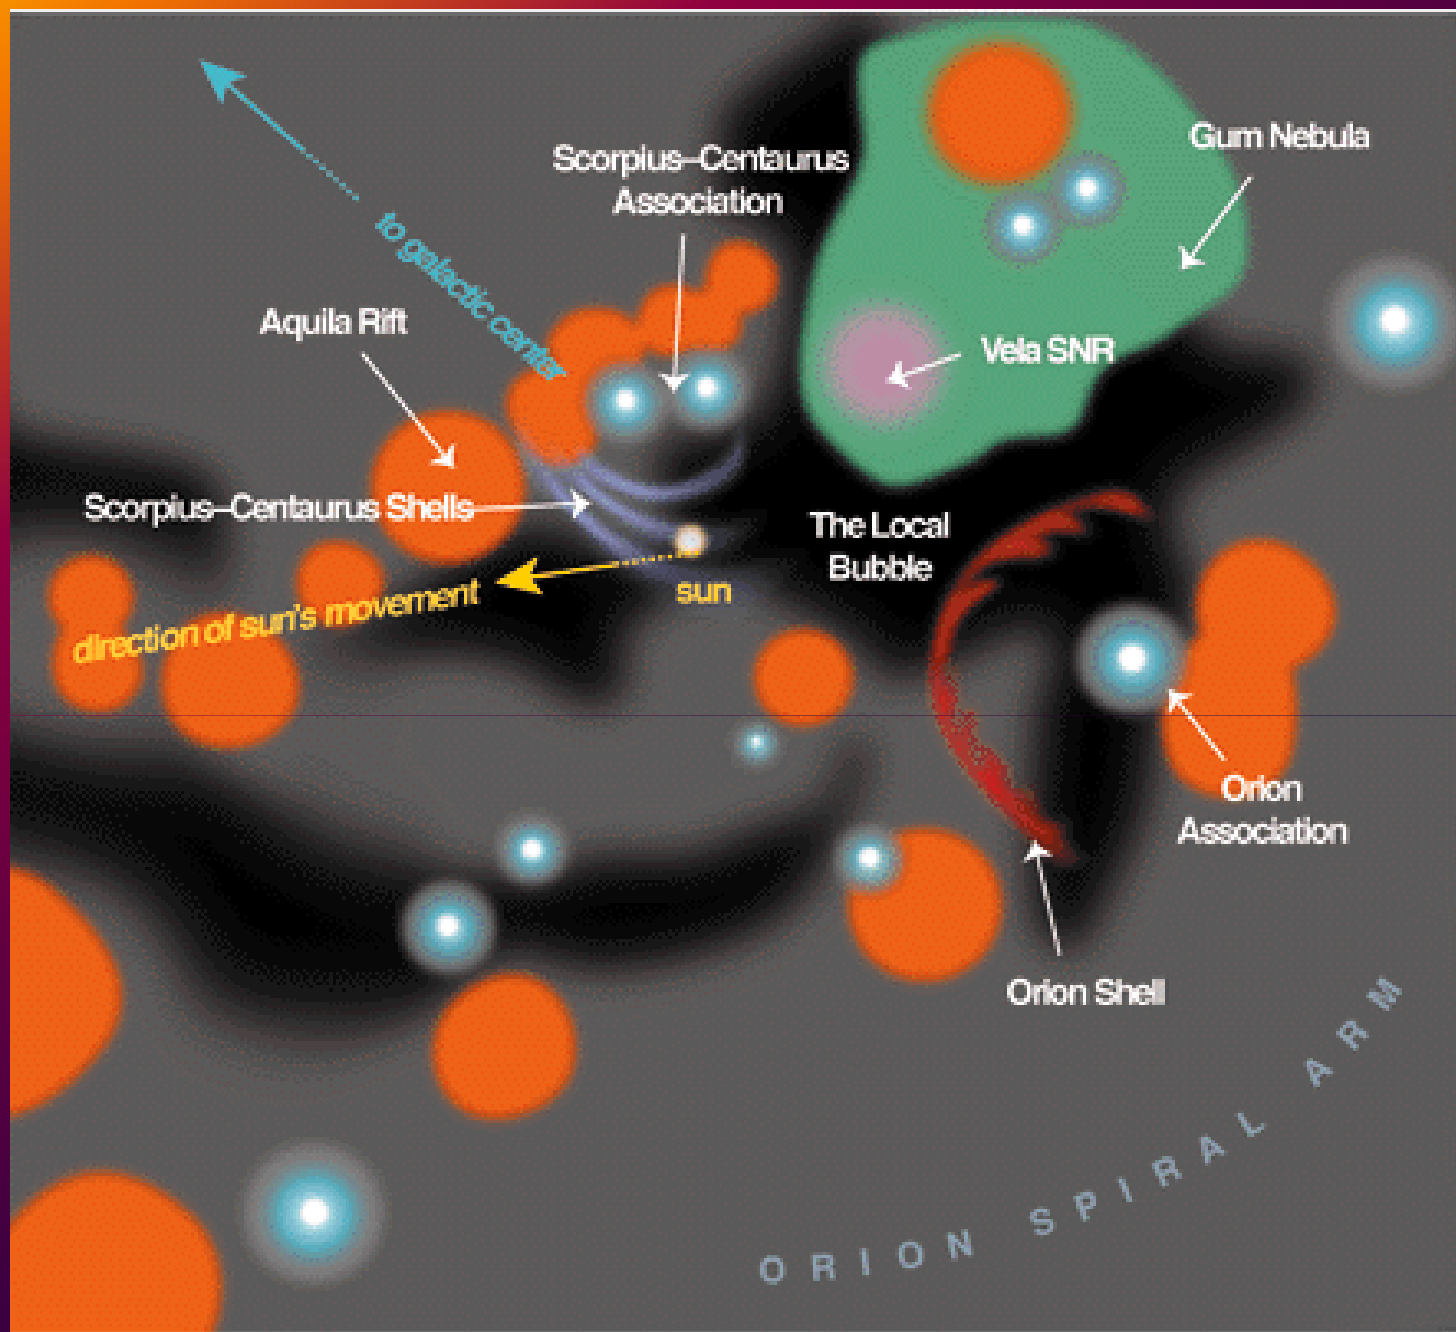 Scorpius–Centaurus
Association
Gum Nebula
to galactic center
Aquila Rift
Vela SNR
Scorpius–Centaurus Shells
The Local
Bubble
sun
direction of sun's movement
Orion
Association
Orion Shell
ORION SPIRAL ARM